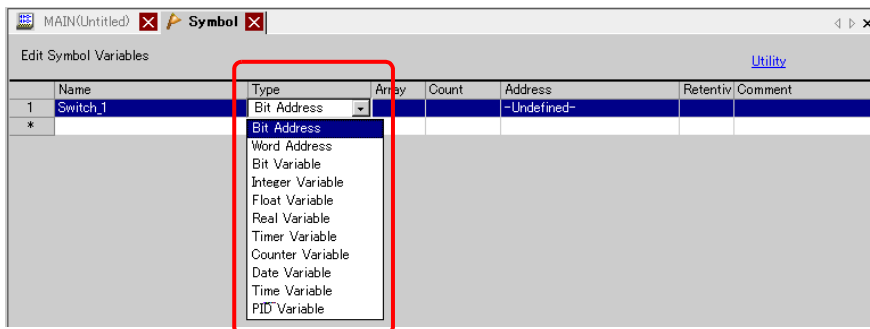 MAIN(Untitled) Symbol
Edit Symbol Variables
Utility
Name Type Array Count Address Retentiv Comment
1 Switch_1 Bit Address -Undefined-
* Bit Address
Word Address
Bit Variable
Integer Variable
Float Variable
Real Variable
Timer Variable
Counter Variable
Date Variable
Time Variable
PID Variable